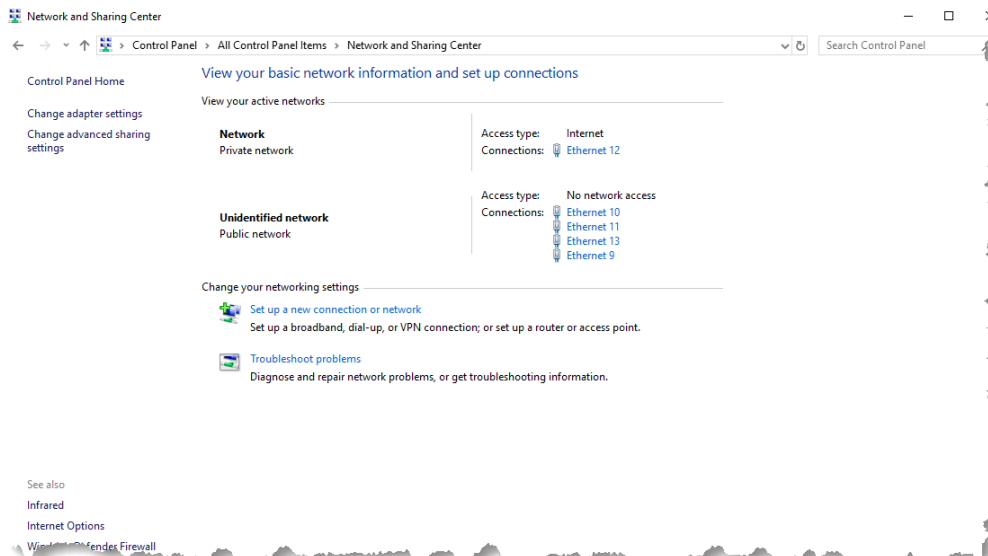 Network and Sharing Center
Control Panel > All Control Panel Items > Network and Sharing Center
Search Control Panel
Control Panel Home
Change adapter settings
Change advanced sharing
settings
View your basic network information and set up connections
View your active networks
Network
Private network
Access type: Internet
Connections: Ethernet 12
Unidentified network
Public network
Access type: No network access
Connections: Ethernet 10
Ethernet 11
Ethernet 13
Ethernet 9
Change your networking settings
Set up a new connection or network
Set up a broadband, dial-up, or VPN connection; or set up a router or access point.
Troubleshoot problems
Diagnose and repair network problems, or get troubleshooting information.
See also
Infrared
Internet Options
Windows Defender Firewall